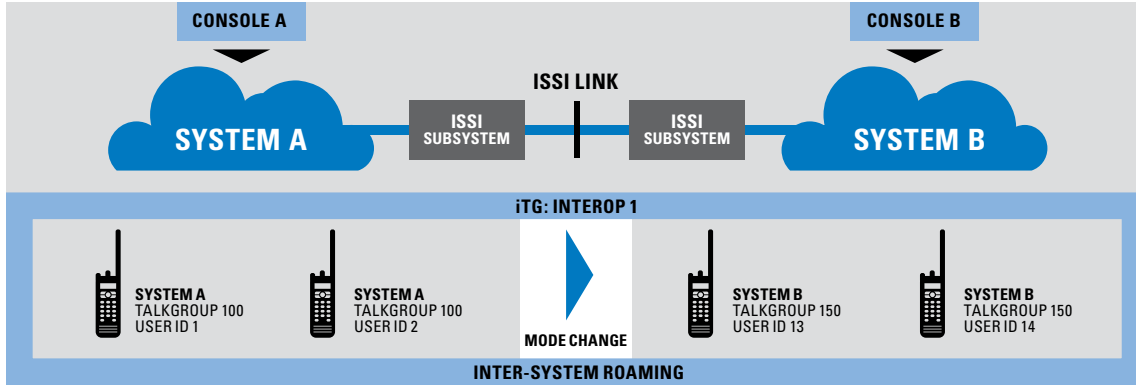 CONSOLE A
CONSOLE B
ISSI LINK
SYSTEM A
ISSI
SUBSYSTEM
ISSI
SUBSYSTEM
SYSTEM B
iTG: INTEROP 1
SYSTEM A
TALKGROUP 100
USER ID 1
SYSTEM A
TALKGROUP 100
USER ID 2
MODE CHANGE
SYSTEM B
TALKGROUP 150
USER ID 13
SYSTEM B
TALKGROUP 150
USER ID 14
INTER-SYSTEM ROAMING